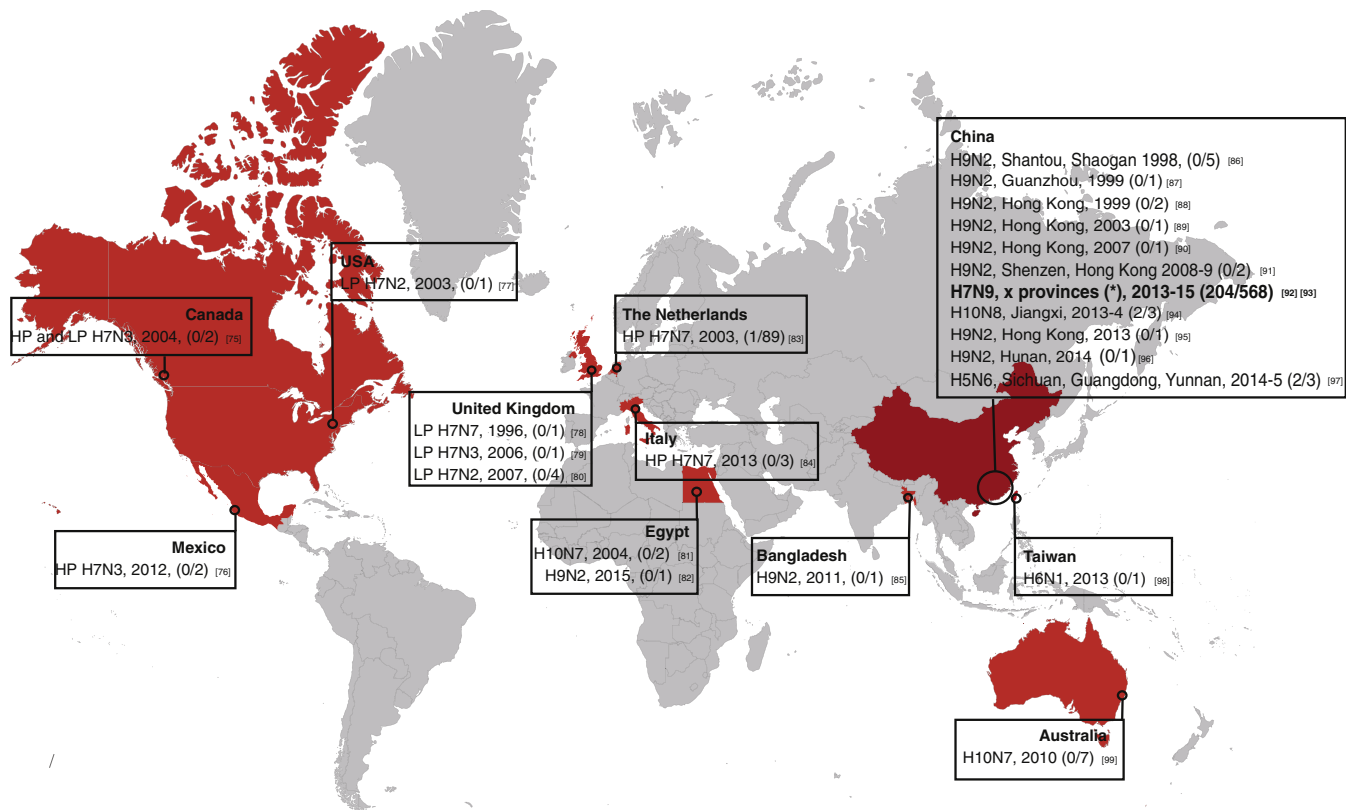 China
H9N2, Shantou, Shaogan 1998, (0/5) [86]
H9N2, Guanzhou, 1999 (0/1) [87]
H9N2, Hong Kong, 1999 (0/2) [88]
H9N2, Hong Kong, 2003 (0/1) [89]
H9N2, Hong Kong, 2007 (0/1) [90]
H9N2, Shenzen, Hong Kong 2008-9 (0/2) [91]
H7N9, x provinces (*), 2013-15 (204/568) [92] [93]
H10N8, Jiangxi, 2013-4 (2/3) [94]
H9N2, Hong Kong, 2013 (0/1) [95]
H9N2, Hunan, 2014 (0/1) [96]
H5N6, Sichuan, Guangdong, Yunnan, 2014-5 (2/3) [97]
USA
LP H7N2, 2003, (0/1) [77]
Canada
HP and LP H7N3, 2004, (0/2) [75]
The Netherlands
HP H7N7, 2003, (1/89) [83]
United Kingdom
LP H7N7, 1996, (0/1) [78]
LP H7N3, 2006, (0/1) [79]
LP H7N2, 2007, (0/4) [80]
Italy
HP H7N7, 2013 (0/3) [84]
Egypt
H10N7, 2004, (0/2) [81]
H9N2, 2015, (0/1) [82]
Mexico
HP H7N3, 2012, (0/2) [76]
Bangladesh
H9N2, 2011, (0/1) [85]
Taiwan
H6N1, 2013 (0/1) [98]
Australia
H10N7, 2010 (0/7) [99]
/